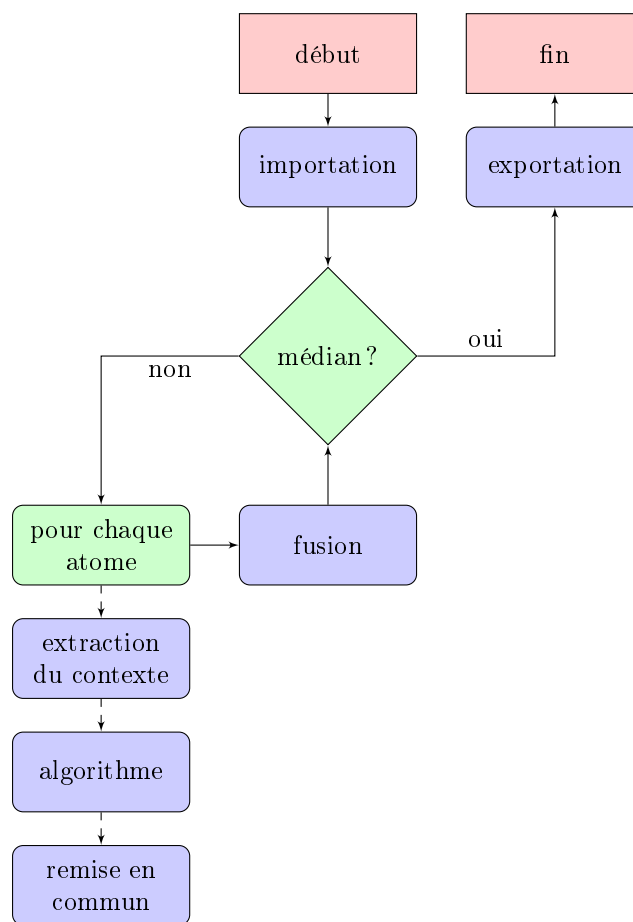 début
fin
importation
exportation
médian ?
oui
non
pour chaque
atome
fusion
extraction
du contexte
algorithme
remise en
commun